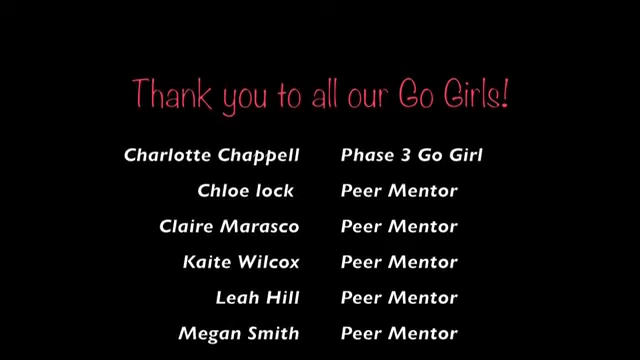 Thank you to all our Go Girls!
Charlotte Chappell Phase 3 Go Girl
Chloe lock Peer Mentor
Claire Marasco Peer Mentor
Kaite Wilcox Peer Mentor
Leah Hill Peer Mentor
Megan Smith Peer Mentor